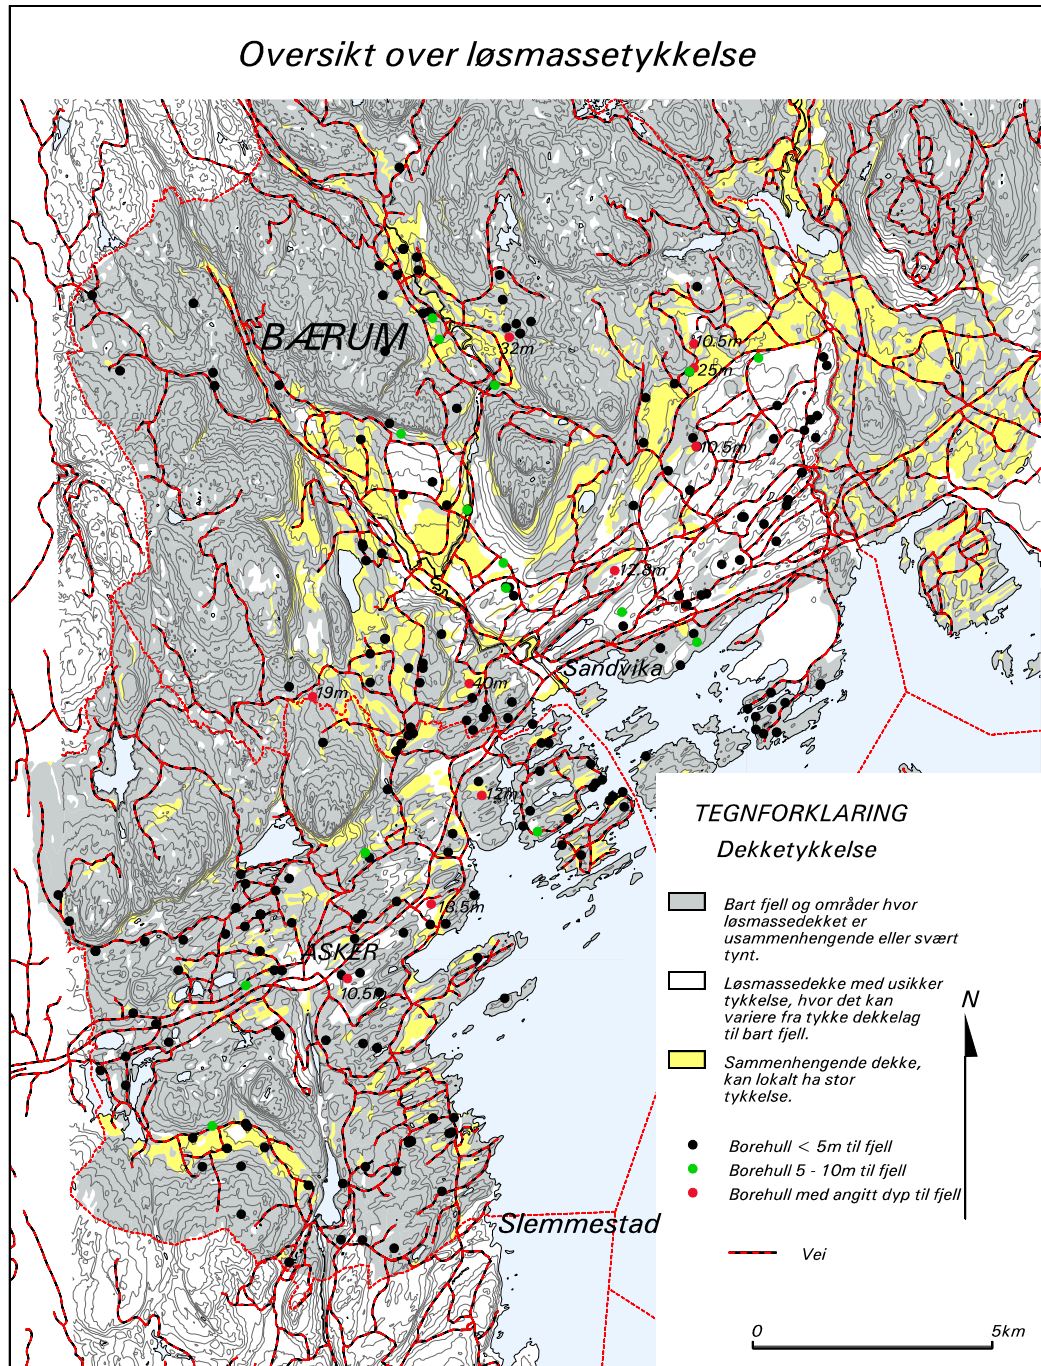 Oversikt over løsmassetykkelse
BÆRUM
32m
10.5m
25m
10.5m
12.8m
Sandvika
40m
19m
12m
13.5m
ASKER
10.5m
Slemmestad
TEGNFORKLARING
Dekketykkelse
Bart fjell og områder hvor
løsmassedekket er
usammenhengende eller svært
tynt.
Løsmassedekke med usikker
tykkelse, hvor det kan
variere fra tykke dekkelag
til bart fjell.
Sammenhengende dekke,
kan lokalt ha stor
tykkelse.
N
Borehull < 5m til fjell
Borehull 5 - 10m til fjell
Borehull med angitt dyp til fjell
Vei
0 5km